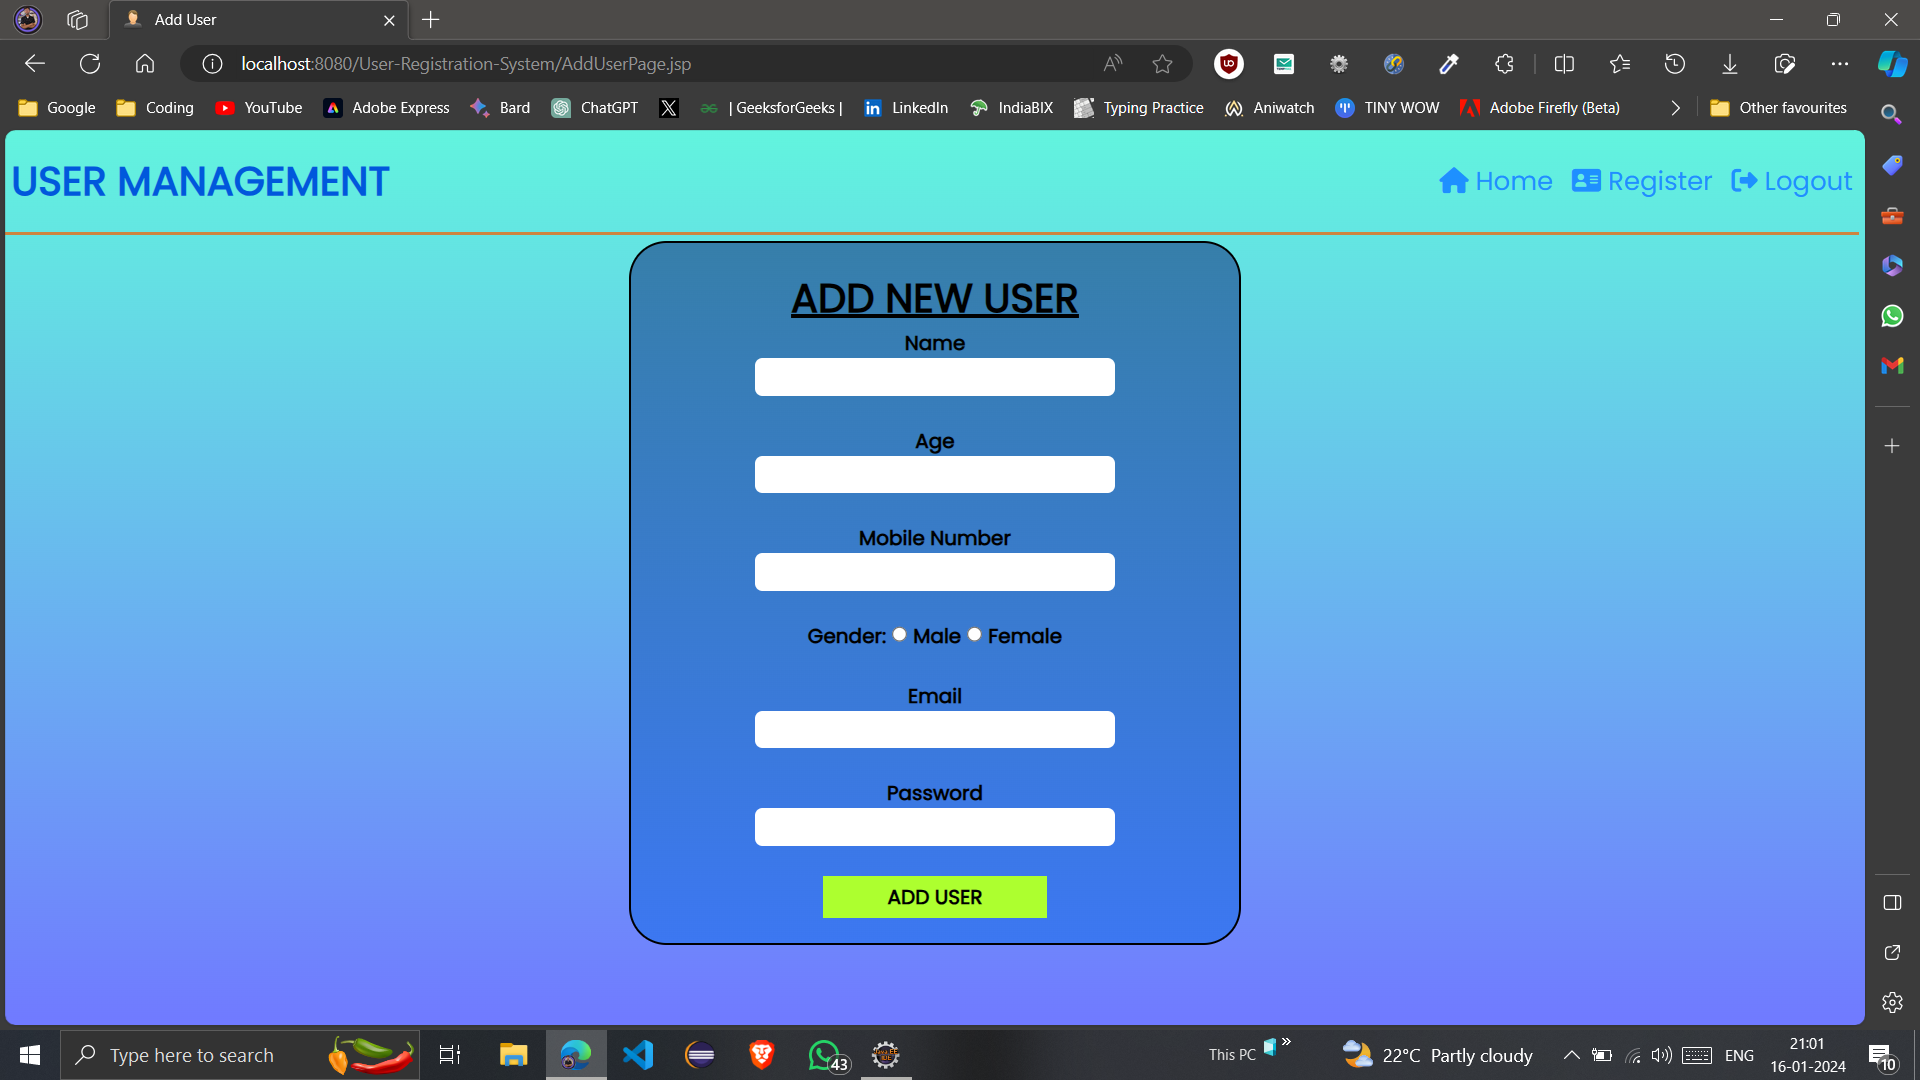 Add User
localhost:8080/User-Registration-System/AddUserPage.jsp
Google Coding YouTube Adobe Express Bard ChatGPT X | GeeksforGeeks | LinkedIn IndiaBIX Typing Practice Aniwatch TINY WOW Adobe Firefly (Beta) Other favourites
USER MANAGEMENT
Home Register Logout
ADD NEW USER
Name
Age
Mobile Number
Gender: Male Female
Email
Password
ADD USER
Type here to search
This PC
22°C Partly cloudy
ENG
21:01
16-01-2024
43
10